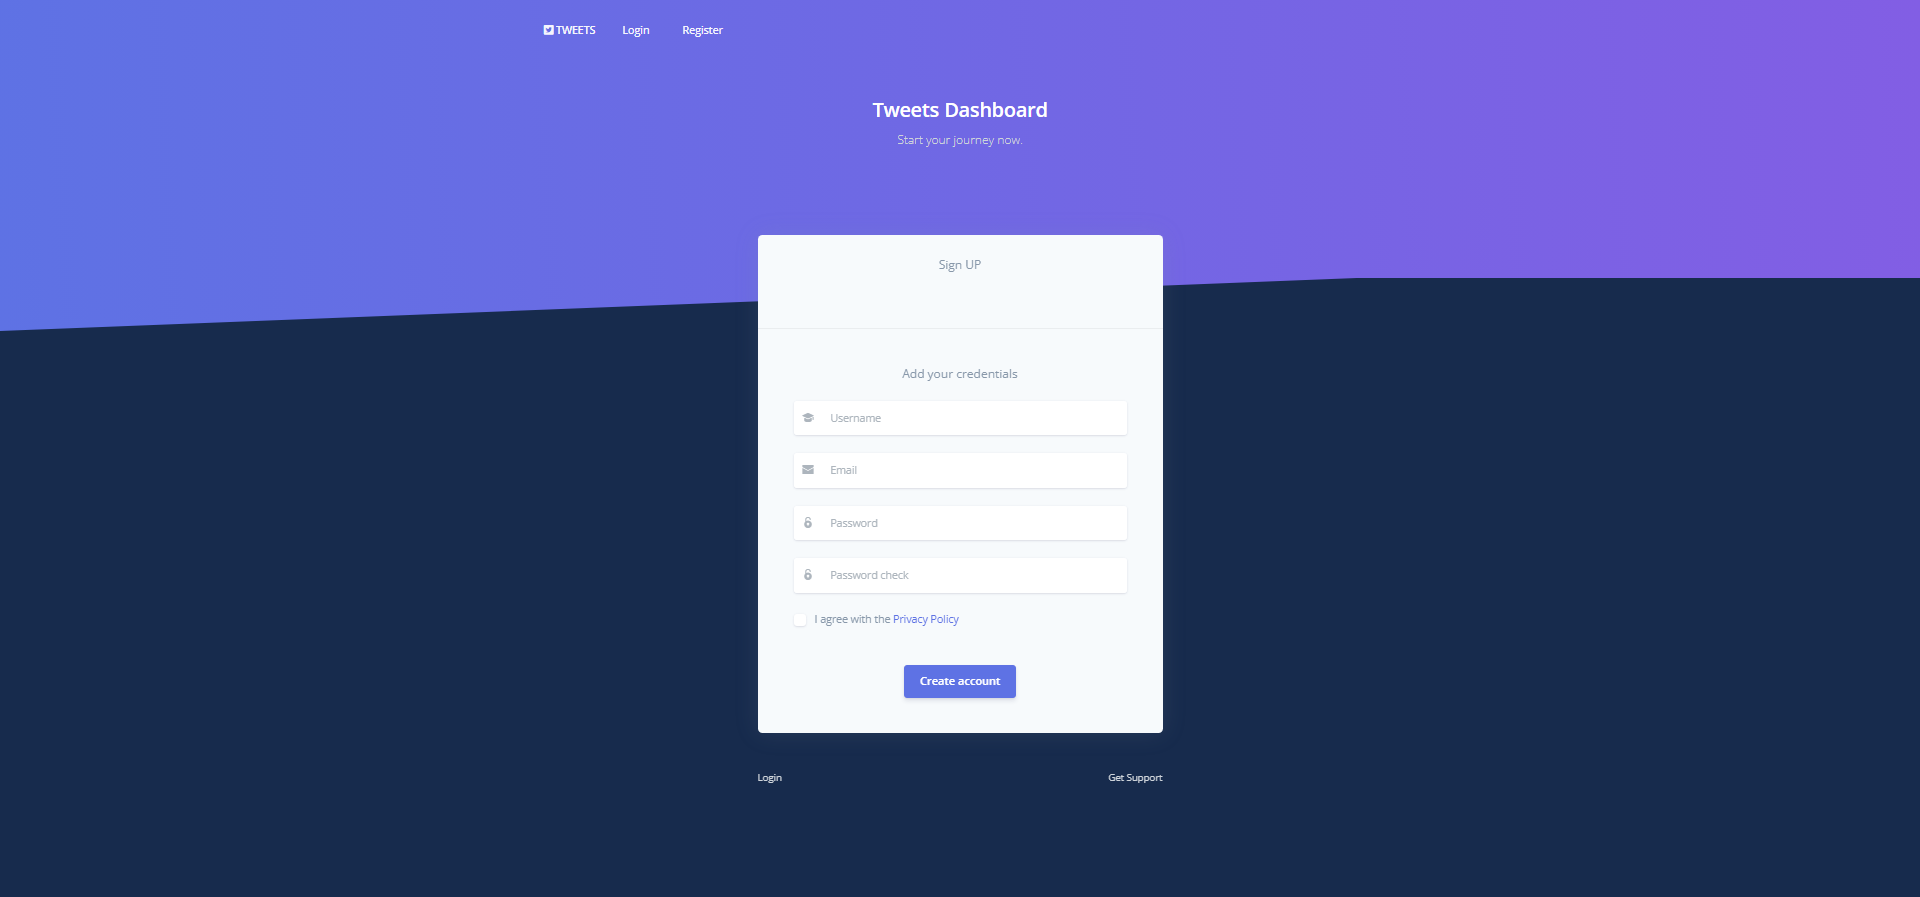 TWEETS Login Register
Tweets Dashboard
Start your journey now.
Sign UP
Add your credentials
Username
Email
Password
Password check
I agree with the Privacy Policy
Create account
Login Get Support